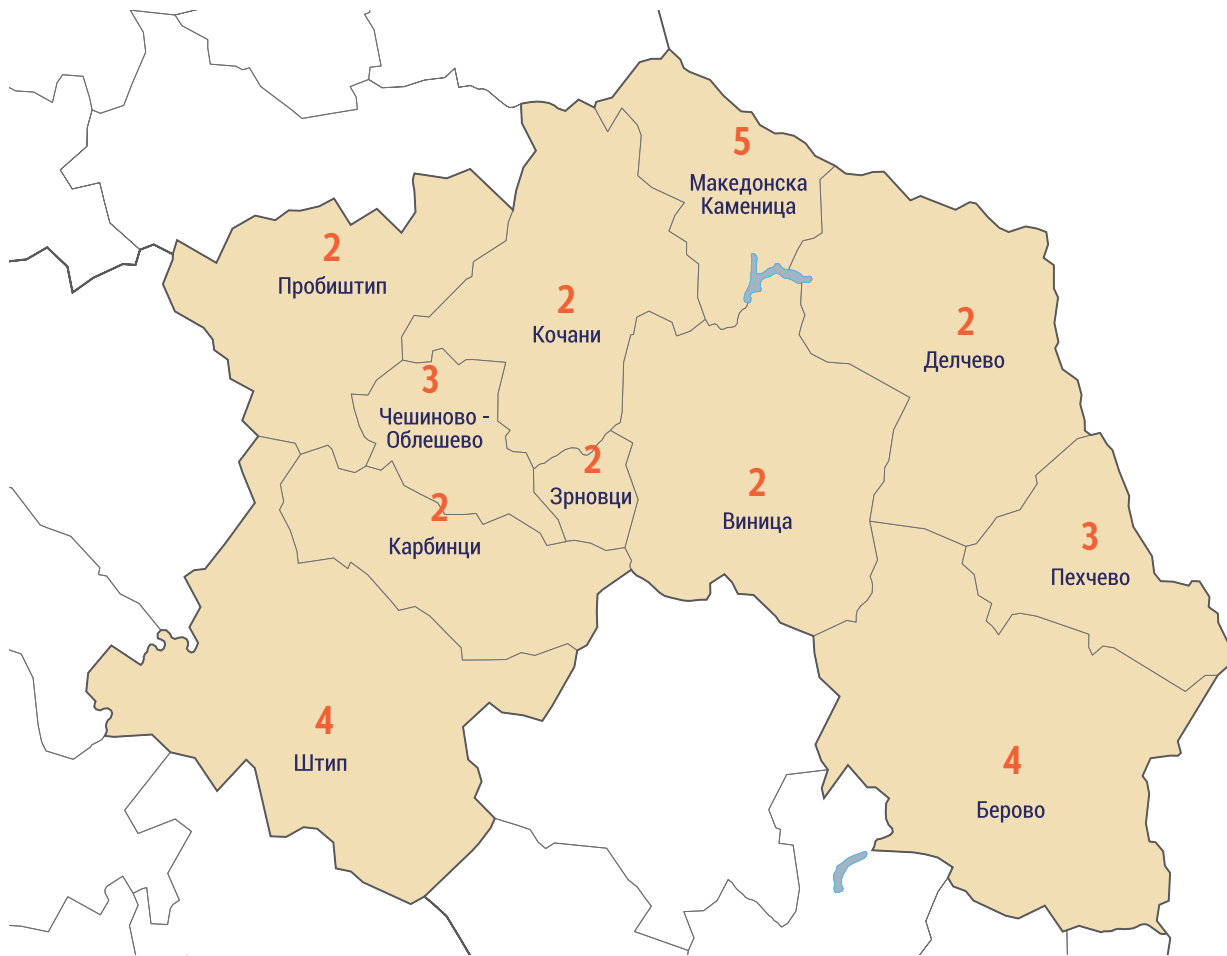 5
Македонска
Каменица
2
Пробиштип
2
Кочани
2
Делчево
3
Чешиново -
Облешево
2
Зрновци
2
Виница
2
Карбинци
3
Пехчево
4
Штип
4
Берово